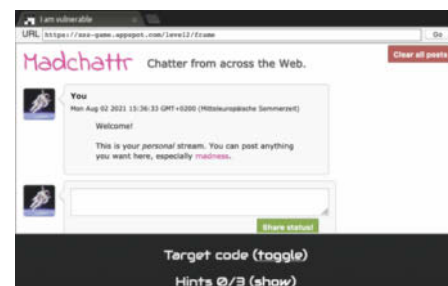 I am vulnerable
URL https://xss-game.appspot.com/level2/frame Go
Madchattr Chatter from across the Web. Clear all posts
You
Mon Aug 02 2021 15:36:33 GMT+0200 (Mitteleuropäische Sommerzeit)
Welcome!
This is your personal stream. You can post anything
you want here, especially madness.
Share status!
Target code (toggle)
Hints 0/3 (show)